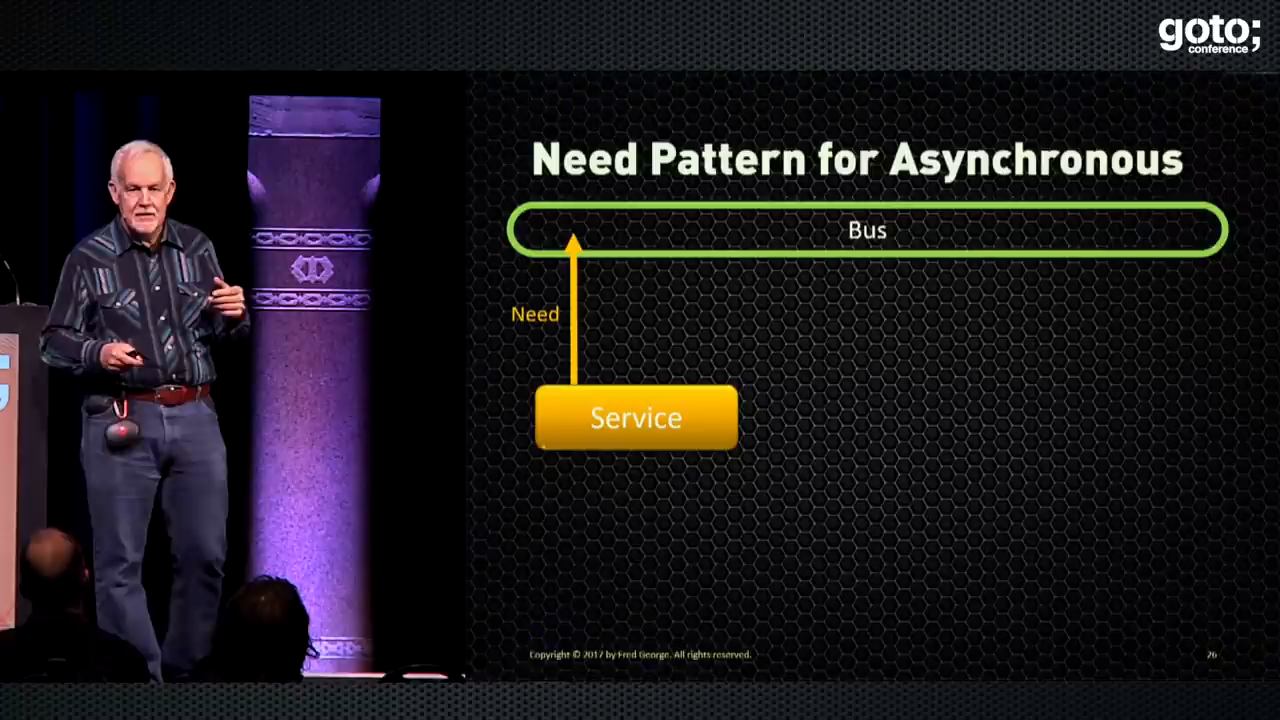 goto;
conference
Need Pattern for Asynchronous
Bus
Need
Service
Copyright © 2017 by Fred George. All rights reserved.
26